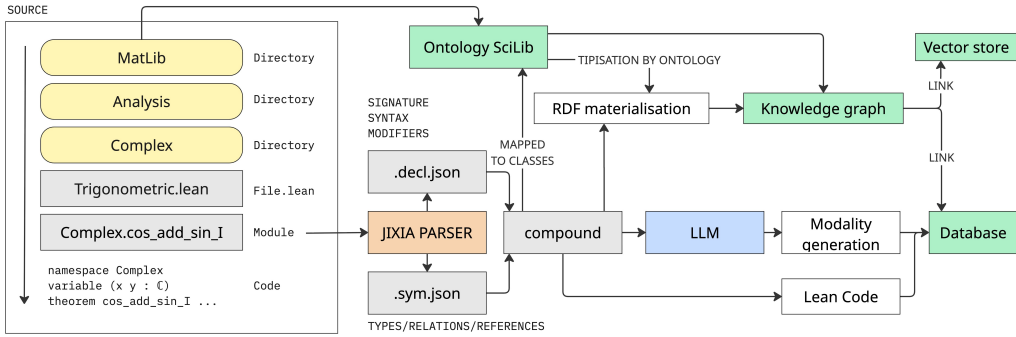 SOURCE
MatLib
Directory
Analysis
Directory
Complex
Directory
Trigonometric.lean
File.lean
Complex.cos_add_sin_I
Module
namespace Complex
variable (x y : ℂ)
theorem cos_add_sin_I ...
Code
SIGNATURE
SYNTAX
MODIFIERS
.decl.json
JIXIA PARSER
.sym.json
TYPES/RELATIONS/REFERENCES
Ontology SciLib
TIPISATION BY ONTOLOGY
RDF materialisation
MAPPED
TO CLASSES
compound
LLM
Modality
generation
Lean Code
Knowledge graph
Vector store
LINK
LINK
Database